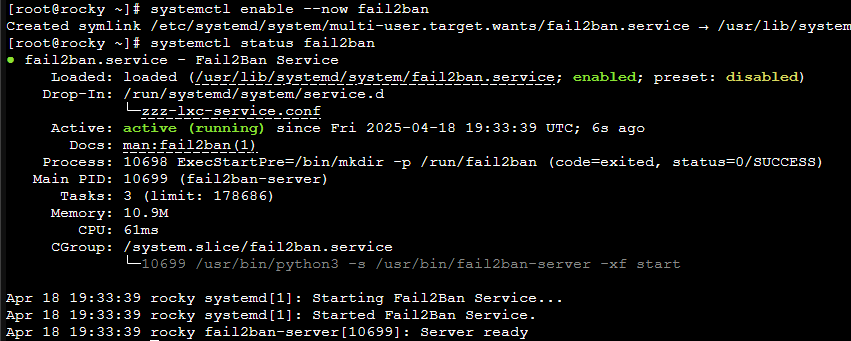 [root@rocky ~]# systemctl enable --now fail2ban
Created symlink /etc/systemd/system/multi-user.target.wants/fail2ban.service → /usr/lib/system
[root@rocky ~]# systemctl status fail2ban
● fail2ban.service - Fail2Ban Service
Loaded: loaded (/usr/lib/systemd/system/fail2ban.service; enabled; preset: disabled)
Drop-In: /run/systemd/system/service.d
└─zzz-lxc-service.conf
Active: active (running) since Fri 2025-04-18 19:33:39 UTC; 6s ago
Docs: man:fail2ban(1)
Process: 10698 ExecStartPre=/bin/mkdir -p /run/fail2ban (code=exited, status=0/SUCCESS)
Main PID: 10699 (fail2ban-server)
Tasks: 3 (limit: 178686)
Memory: 10.9M
CPU: 61ms
CGroup: /system.slice/fail2ban.service
└─10699 /usr/bin/python3 -s /usr/bin/fail2ban-server -xf start
Apr 18 19:33:39 rocky systemd[1]: Starting Fail2Ban Service...
Apr 18 19:33:39 rocky systemd[1]: Started Fail2Ban Service.
Apr 18 19:33:39 rocky fail2ban-server[10699]: Server ready